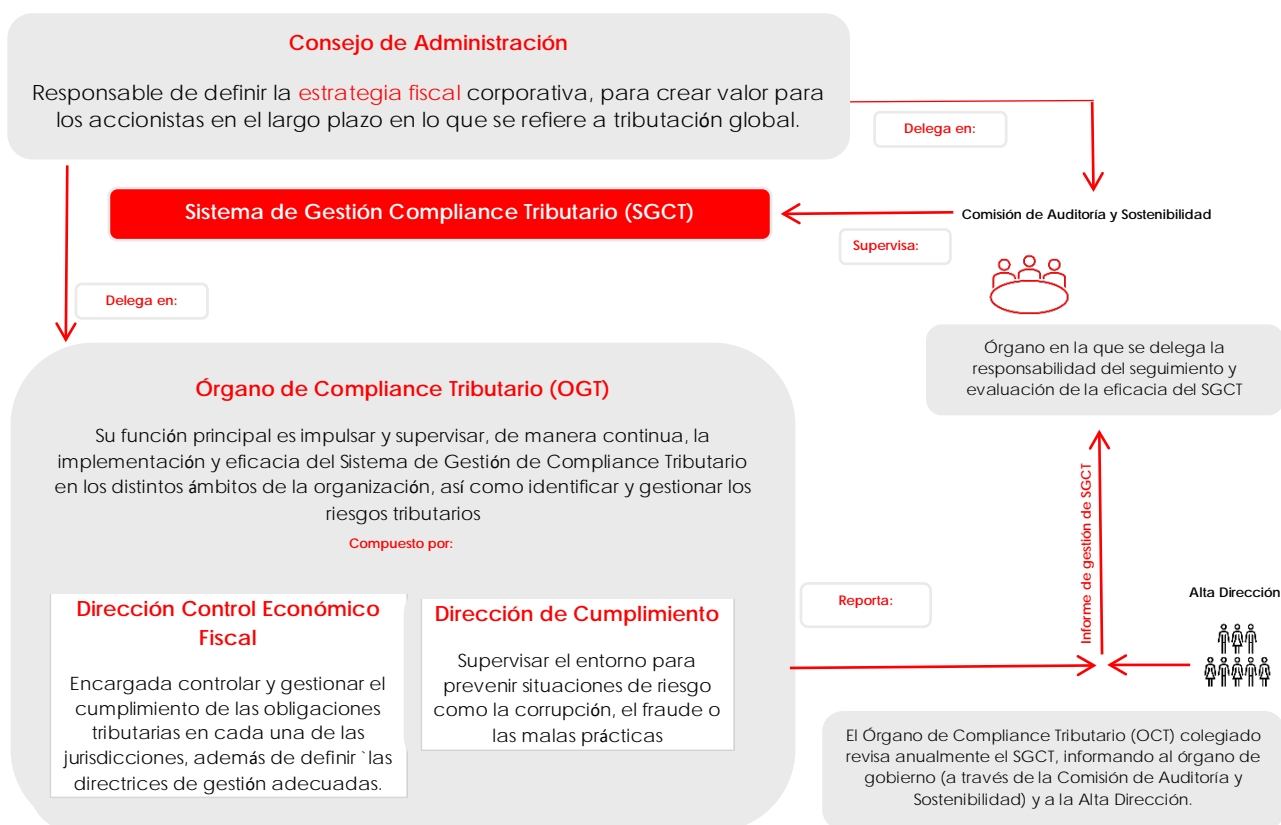 Consejo de Administración
Responsable de definir la estrategia fiscal corporativa, para crear valor para
los accionistas en el largo plazo en lo que se refiere a tributación global.
Delega en:
Sistema de Gestión Compliance Tributario (SGCT)
Comisión de Auditoría y Sostenibilidad
Supervisa:
Delega en:
Órgano en la que se delega la
responsabilidad del seguimiento y
evaluación de la eficacia del SGCT
Órgano de Compliance Tributario (OGT)
Su función principal es impulsar y supervisar, de manera continua, la
implementación y eficacia del Sistema de Gestión de Compliance Tributario
en los distintos ámbitos de la organización, así como identificar y gestionar los
riesgos tributarios
Compuesto por:
Dirección Control Económico
Fiscal
Encargada controlar y gestionar el
cumplimiento de las obligaciones
tributarias en cada una de las
jurisdicciones, además de definir `las
directrices de gestión adecuadas.
Dirección de Cumplimiento
Supervisar el entorno para
prevenir situaciones de riesgo
como la corrupción, el fraude o
las malas prácticas
Reporta:
Informe de gestión de SGCT
Alta Dirección
El Órgano de Compliance Tributario (OCT) colegiado
revisa anualmente el SGCT, informando al órgano de
gobierno (a través de la Comisión de Auditoría y
Sostenibilidad) y a la Alta Dirección.